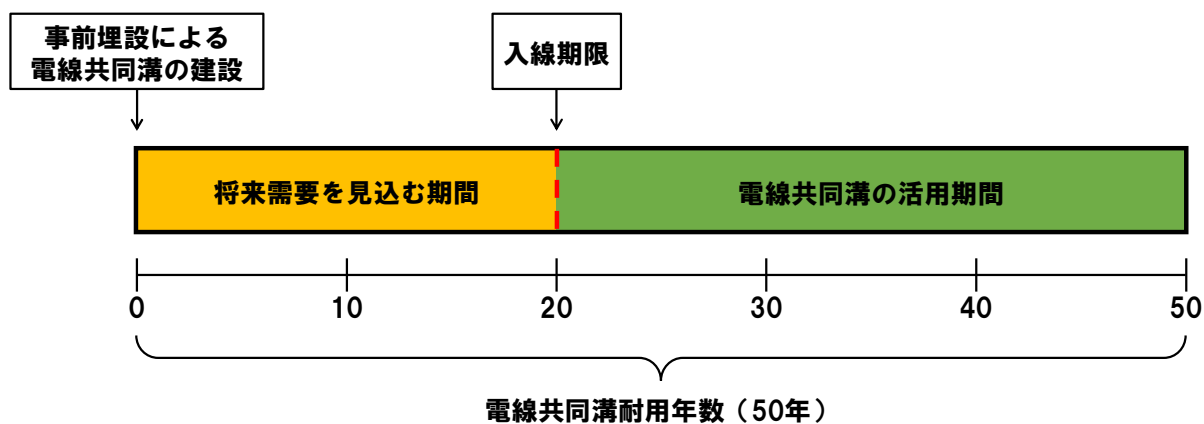 事前埋設による
電線共同溝の建設
入線期限
将来需要を見込む期間
電線共同溝の活用期間
0 10 20 30 40 50
電線共同溝耐用年数（50年）